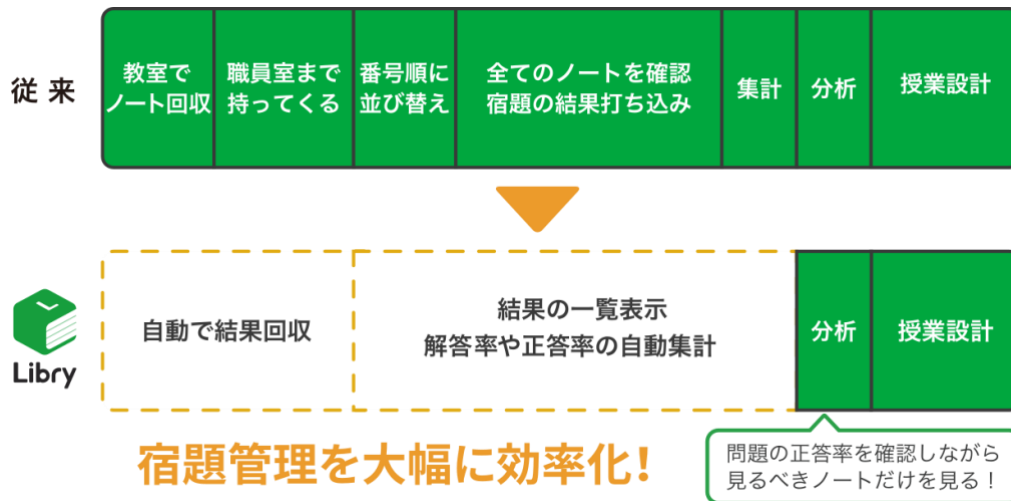 従来
教室で
ノート回収
職員室まで
持ってくる
番号順に
並び替え
全てのノートを確認
宿題の結果打ち込み
集計
分析
授業設計
Libry
自動で結果回収
結果の一覧表示
解答率や正答率の自動集計
分析
授業設計
宿題管理を大幅に効率化!
問題の正答率を確認しながら
見るべきノートだけを見る!